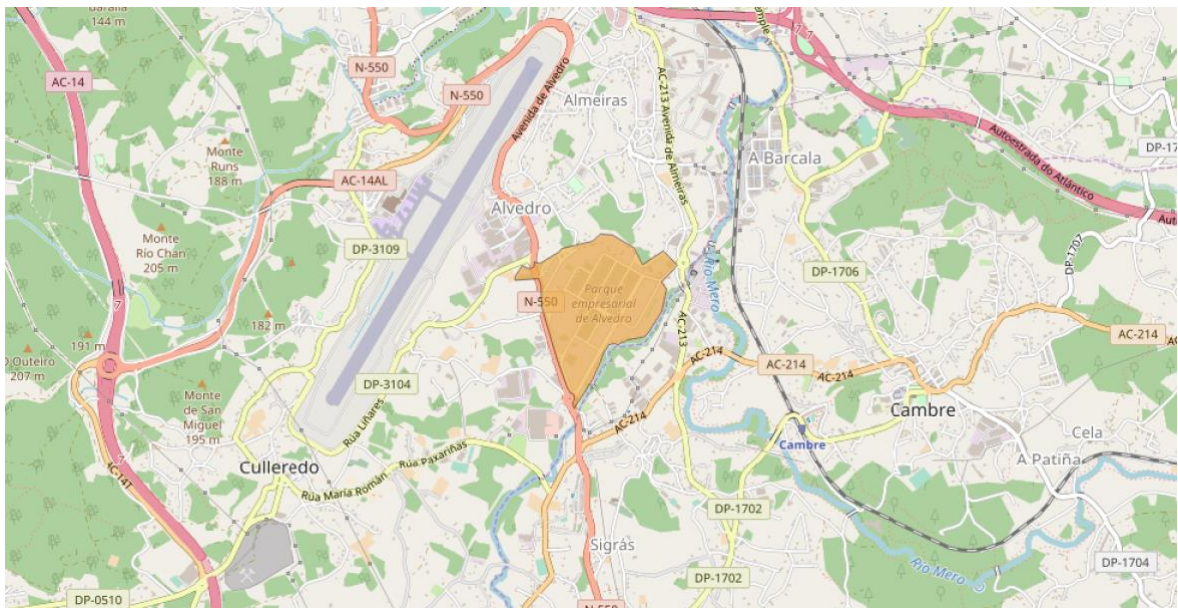 144 m
AC-14
N-550
N-550
Avenida de Alvedro
Almeiras
AC-213 Avenida de Almeiras
A Barcala
Autoestrada do Atlántico
Monte
Runs
188 m
AC-14AL
Alvedro
DP-3109
Monte
Río Chan
205 m
7
N-550
Parque
empresarial
de Alvedro
Río Mero
DP-1706
DP-1707
182 m
191 m
O Outeiro
207 m
AC-213
AC-214
AC-214
AC-214
AC-214
DP-3104
Monte
de San
Miguel
195 m
Rúa Liñares
AC-214
Cambre
Cambre
Cela
A Patiña
Culleredo
Rúa Paxariñas
Rúa María Román
AC-14T
DP-1702
Sigrás
DP-1702
Río Mero
DP-1704
DP-0510
N-550